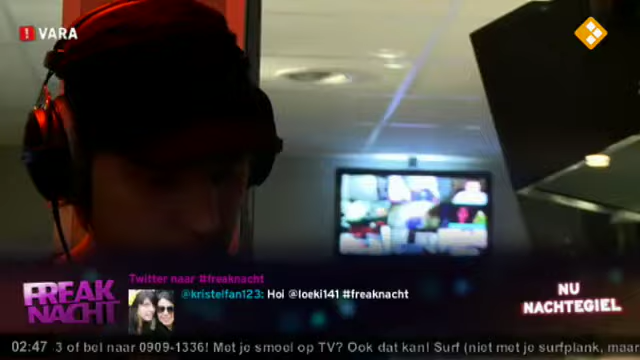 ! VARA
Twitter naar #freaknacht
@kristelfan123: Hoi @loeki141 #freaknacht
FREAK
NACHT
NU
NACHTEGIEL
02:47 3 of bel naar 0909-1336! Met je smoel op TV? Ook dat kan! Surf (niet met je surfplank, maar